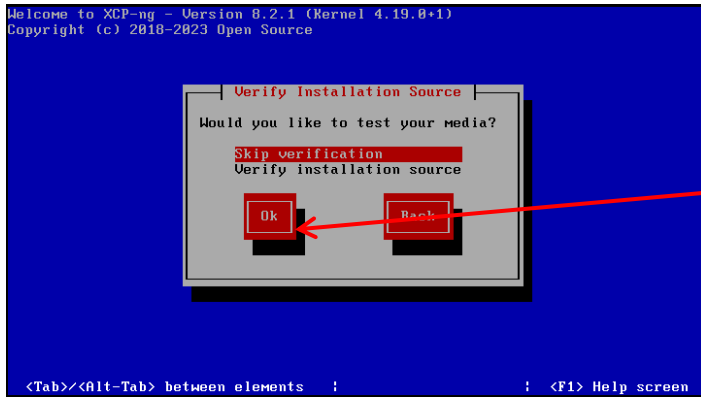 Welcome to XCP-ng - Version 8.2.1 (Kernel 4.19.0+1)
Copyright (c) 2018-2023 Open Source
Verify Installation Source
Would you like to test your media?
Skip verification
Verify installation source
Ok Back
<Tab>/<Alt-Tab> between elements ¦ ¦ <F1> Help screen